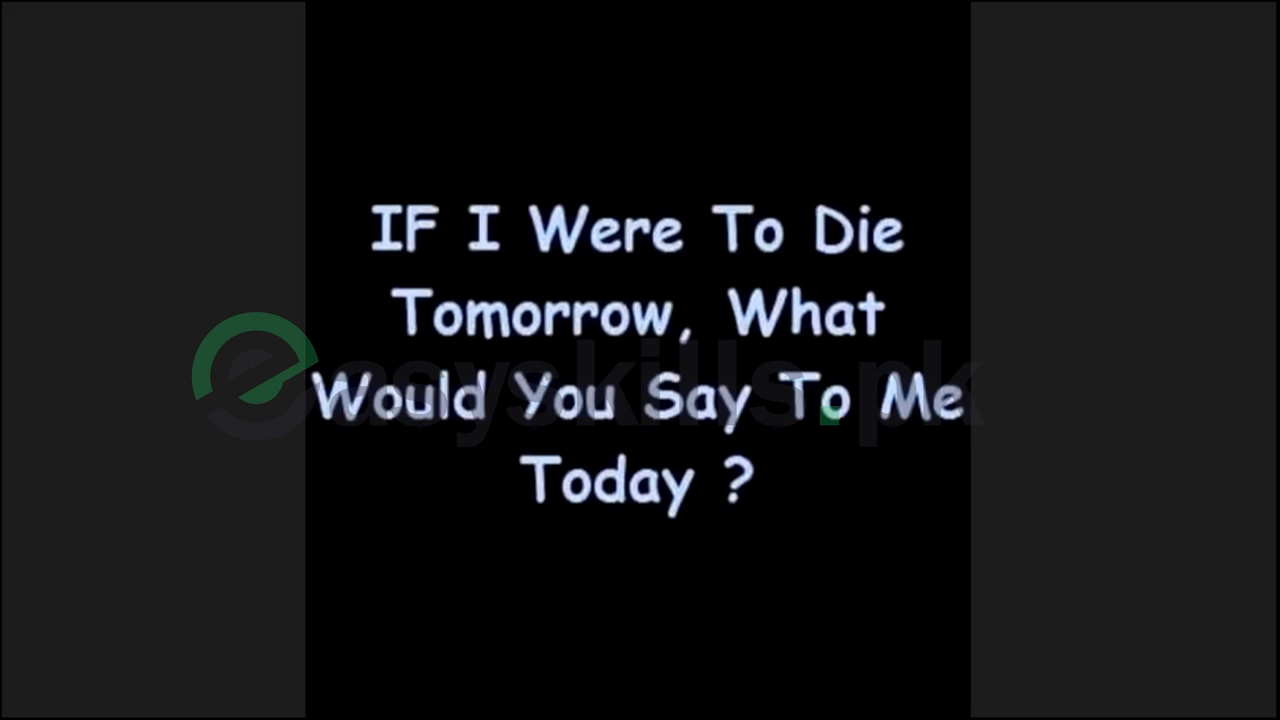 IF I Were To Die
Tomorrow, What
Would You Say To Me
Today ?
easyskills.pk